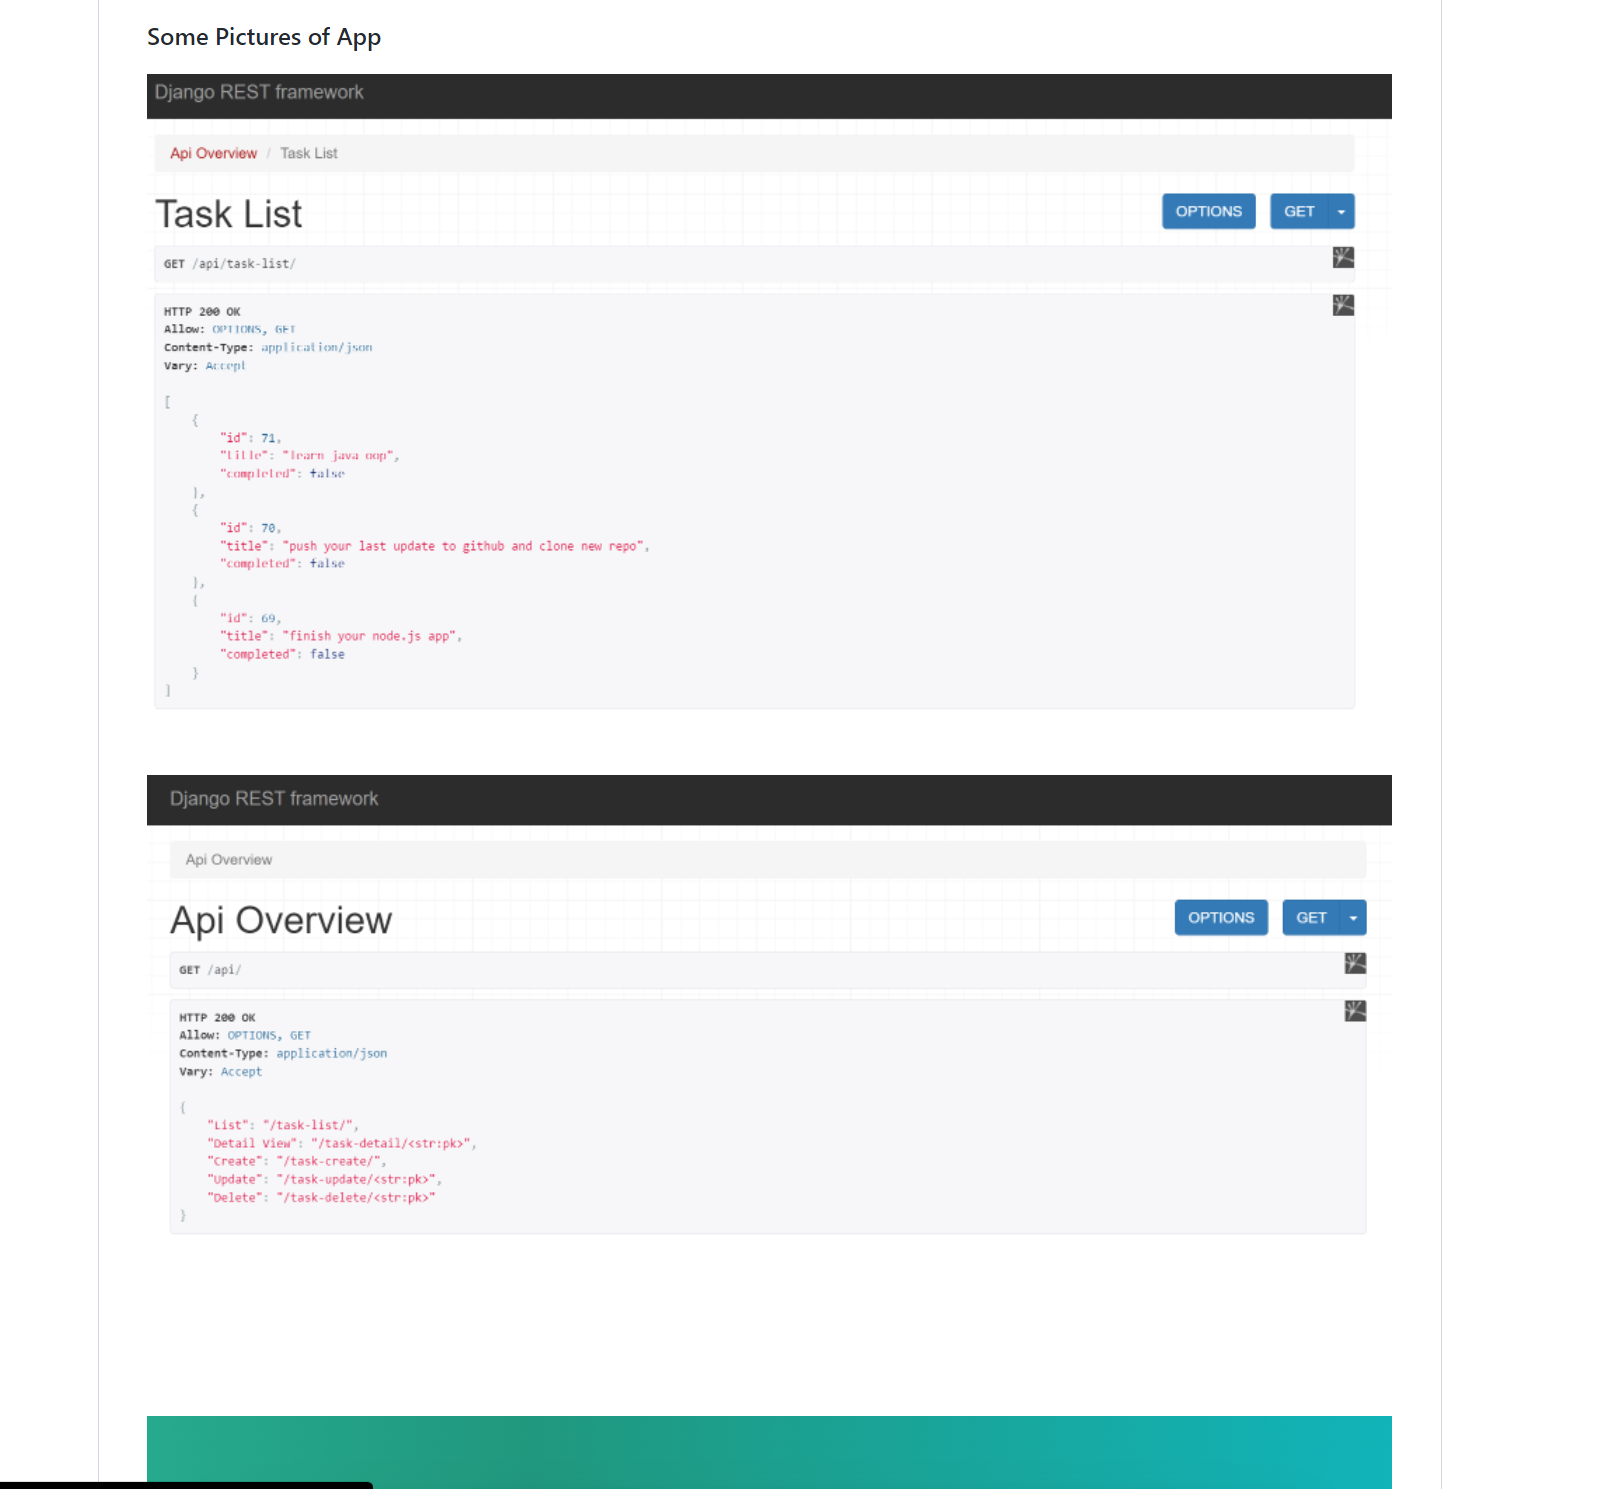 Some Pictures of App
Django REST framework
Api Overview / Task List
Task List
OPTIONS
GET
GET /api/task-list/
HTTP 200 OK
Allow: OPTIONS, GET
Content-Type: application/json
Vary: Accept
[
{
"id": 71,
"title": "learn java oop",
"completed": false
},
{
"id": 70,
"title": "push your last update to github and clone new repo",
"completed": false
},
{
"id": 69,
"title": "finish your node.js app",
"completed": false
}
]
Django REST framework
Api Overview
Api Overview
OPTIONS
GET
GET /api/
HTTP 200 OK
Allow: OPTIONS, GET
Content-Type: application/json
Vary: Accept
{
"List": "/task-list/",
"Detail View": "/task-detail/<str:pk>",
"Create": "/task-create/",
"Update": "/task-update/<str:pk>",
"Delete": "/task-delete/<str:pk>"
}